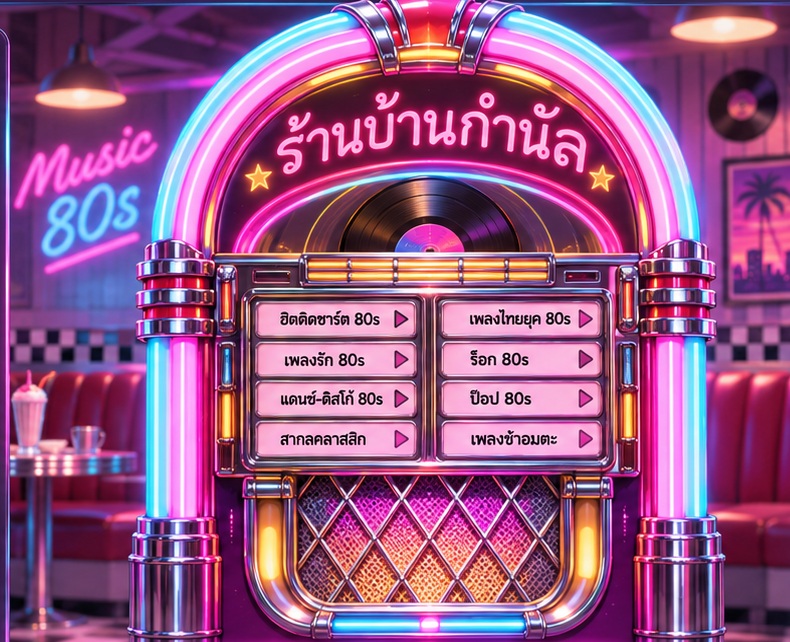 Music
80s
ร้านบ้านกำนัล
ฮิตติดชาร์ต 80s
เพลงไทยยุค 80s
เพลงรัก 80s
ร็อก 80s
แดนซ์-ดิสโก้ 80s
ป็อป 80s
สากลคลาสสิก
เพลงช้าอมตะ